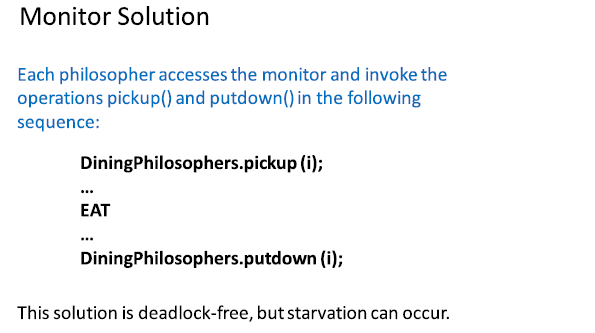 Monitor Solution
Each philosopher accesses the monitor and invoke the
operations pickup() and putdown() in the following
sequence:
DiningPhilosophers.pickup (i);
...
EAT
...
DiningPhilosophers.putdown (i);
This solution is deadlock-free, but starvation can occur.